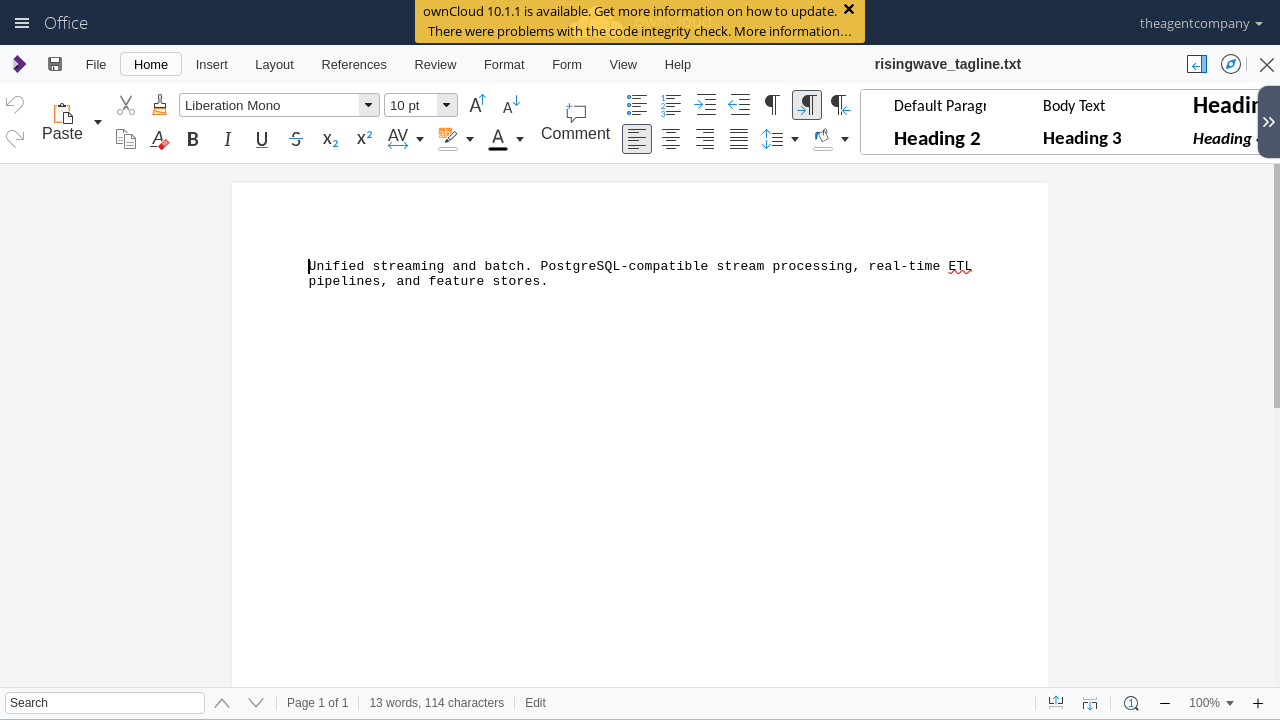 Office
ownCloud 10.1.1 is available. Get more information on how to update.
There were problems with the code integrity check. More information…
theagentcompany
File Home Insert Layout References Review Format Form View Help
risingwave_tagline.txt
Paste
Liberation Mono
10 pt
Comment
Default Paragr
Body Text
Headin
Heading 2
Heading 3
Heading
Unified streaming and batch. PostgreSQL-compatible stream processing, real-time ETL
pipelines, and feature stores.
Search
Page 1 of 1
13 words, 114 characters
Edit
100%